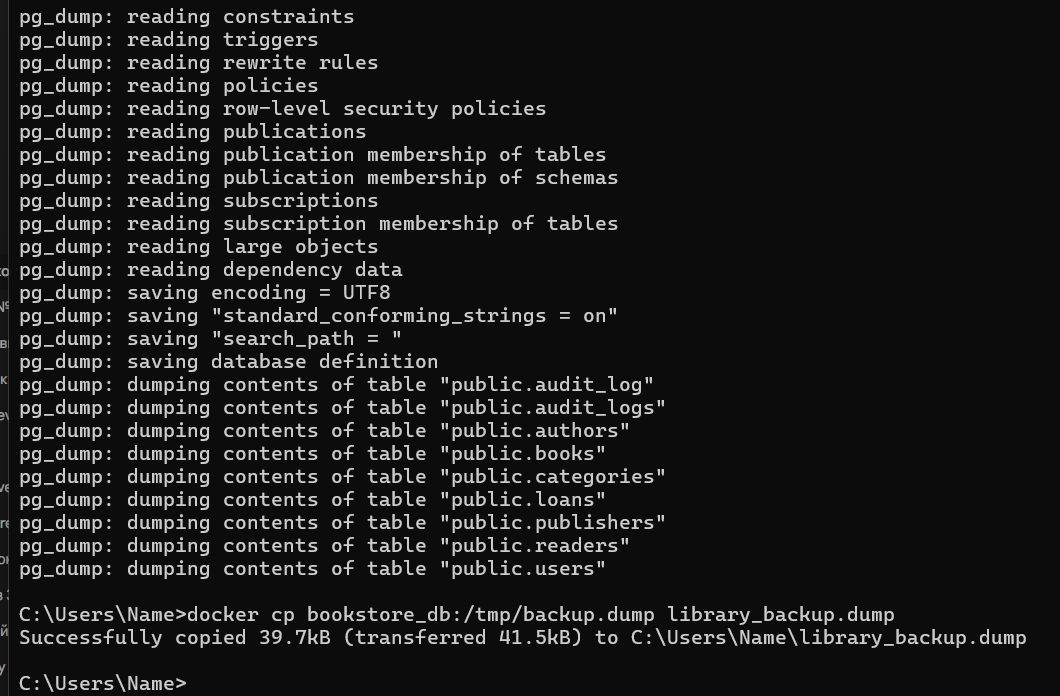 pg_dump: reading constraints
pg_dump: reading triggers
pg_dump: reading rewrite rules
pg_dump: reading policies
pg_dump: reading row-level security policies
pg_dump: reading publications
pg_dump: reading publication membership of tables
pg_dump: reading publication membership of schemas
pg_dump: reading subscriptions
pg_dump: reading subscription membership of tables
pg_dump: reading large objects
pg_dump: reading dependency data
pg_dump: saving encoding = UTF8
pg_dump: saving "standard_conforming_strings = on"
pg_dump: saving "search_path = "
pg_dump: saving database definition
pg_dump: dumping contents of table "public.audit_log"
pg_dump: dumping contents of table "public.audit_logs"
pg_dump: dumping contents of table "public.authors"
pg_dump: dumping contents of table "public.books"
pg_dump: dumping contents of table "public.categories"
pg_dump: dumping contents of table "public.loans"
pg_dump: dumping contents of table "public.publishers"
pg_dump: dumping contents of table "public.readers"
pg_dump: dumping contents of table "public.users"
C:\Users\Name>docker cp bookstore_db:/tmp/backup.dump library_backup.dump
Successfully copied 39.7kB (transferred 41.5kB) to C:\Users\Name\library_backup.dump
C:\Users\Name>